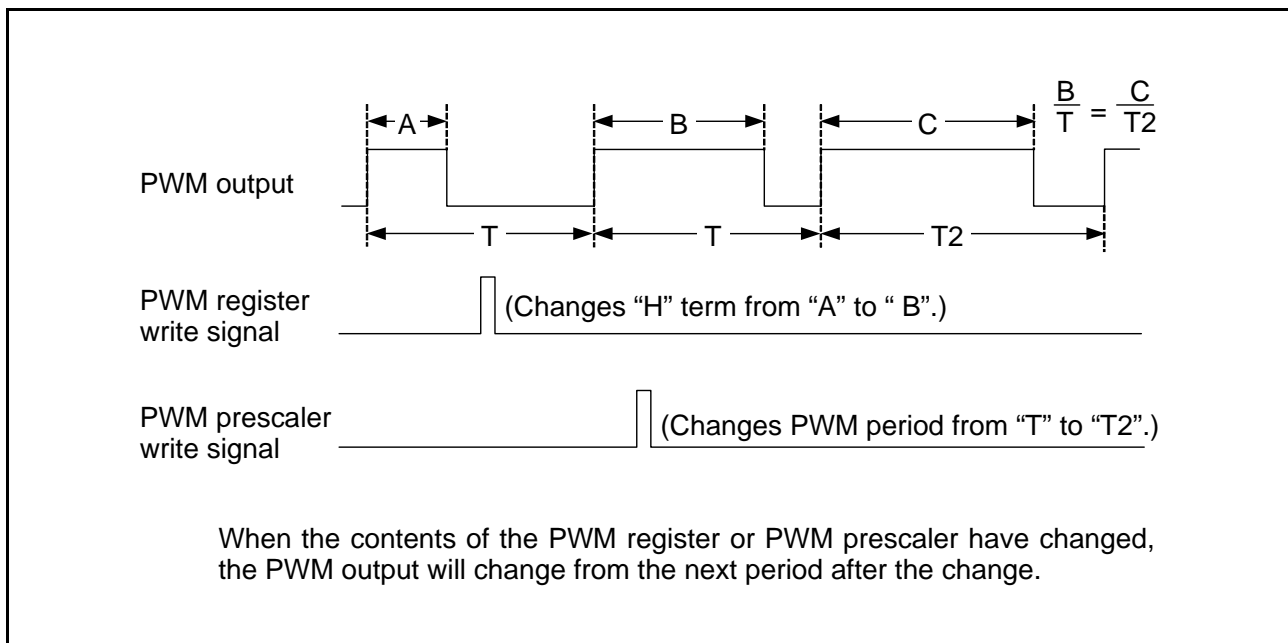 A
B
C
B/T = C/T2
PWM output
T
T
T2
PWM register
write signal
(Changes “H” term from “A” to “ B”.)
PWM prescaler
write signal
(Changes PWM period from “T” to “T2”.)
When the contents of the PWM register or PWM prescaler have changed,
the PWM output will change from the next period after the change.